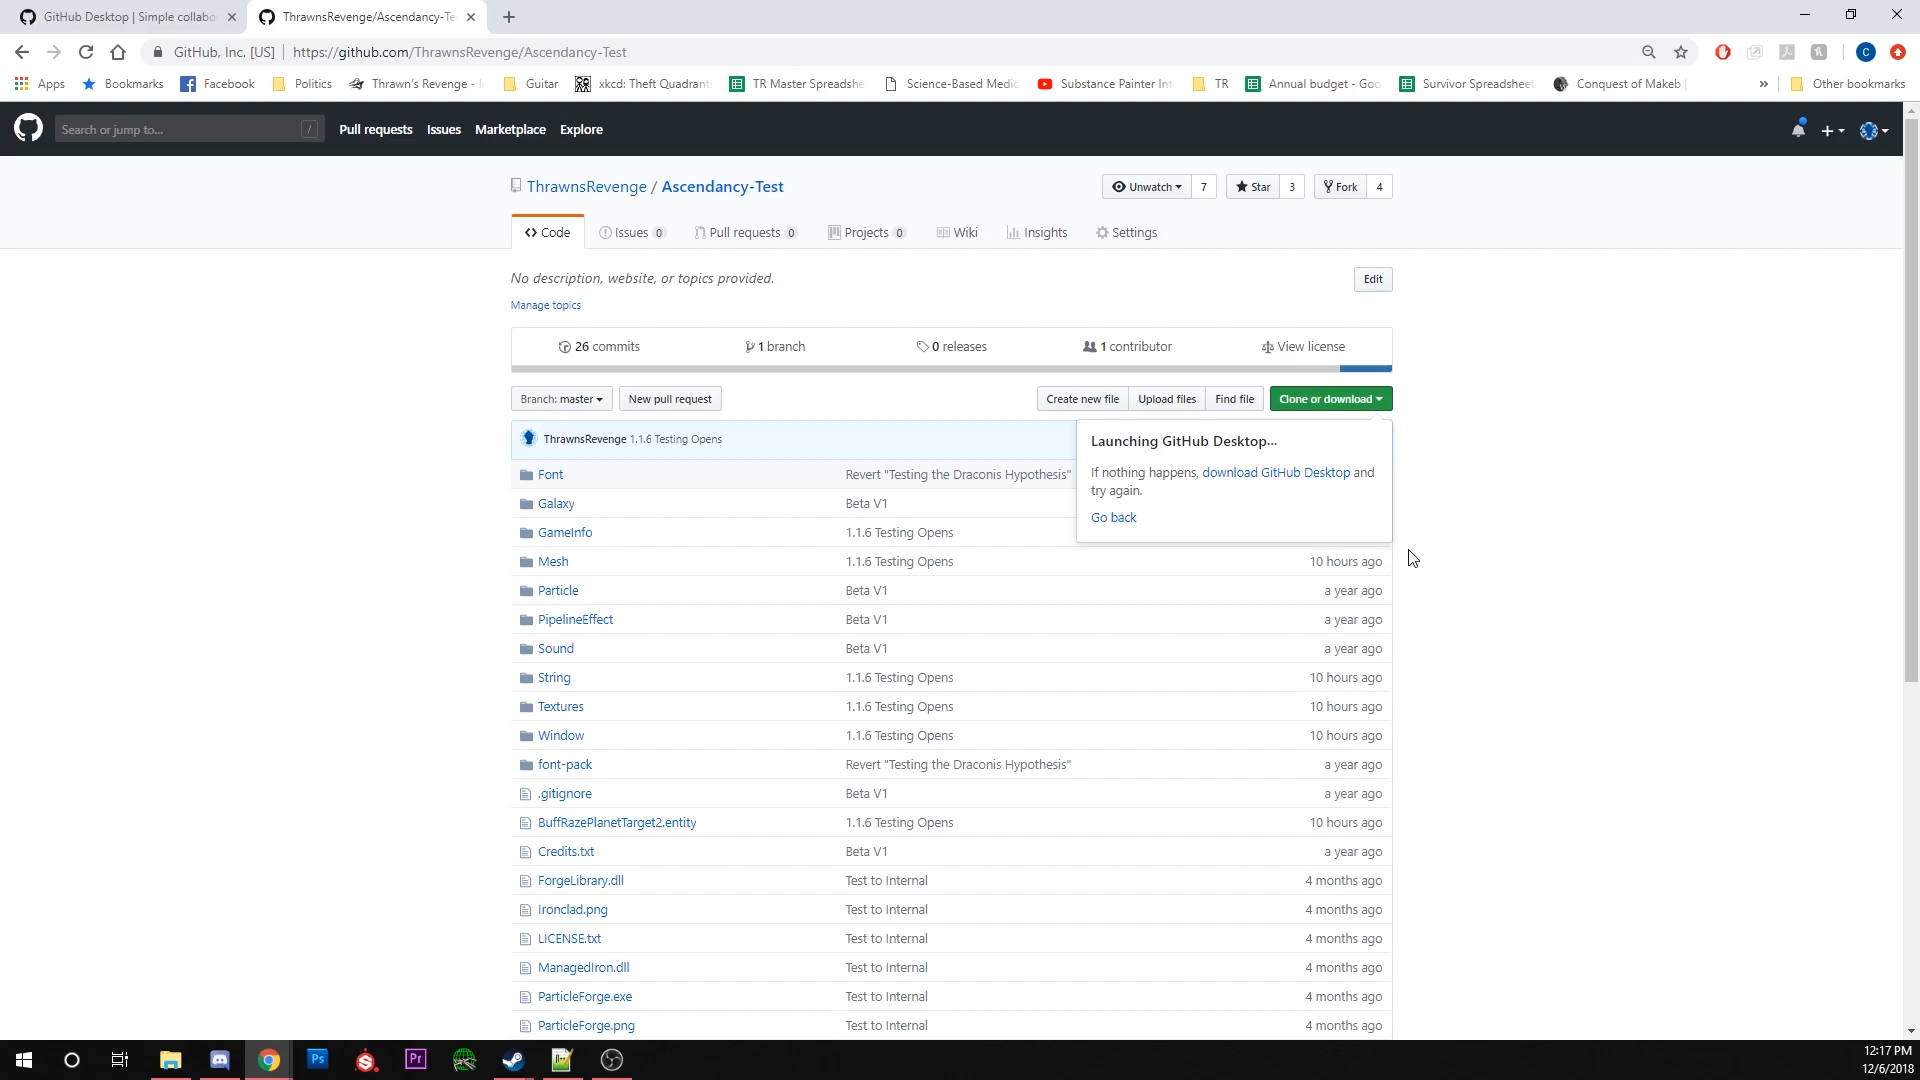 GitHub Desktop | Simple collabo
ThrawnsRevenge/Ascendancy-Te
GitHub, Inc. [US] | https://github.com/ThrawnsRevenge/Ascendancy-Test
Apps Bookmarks Facebook Politics Thrawn's Revenge - I Guitar xkcd: Theft Quadrant TR Master Spreadshe Science-Based Medic Substance Painter Int TR Annual budget - Goo Survivor Spreadsheet Conquest of Makeb | » Other bookmarks
Search or jump to... / Pull requests Issues Marketplace Explore
ThrawnsRevenge / Ascendancy-Test
Unwatch 7 Star 3 Fork 4
Code Issues 0 Pull requests 0 Projects 0 Wiki Insights Settings
No description, website, or topics provided.
Edit
Manage topics
26 commits 1 branch 0 releases 1 contributor View license
Branch: master New pull request Create new file Upload files Find file Clone or download
ThrawnsRevenge 1.1.6 Testing Opens
Launching GitHub Desktop...
If nothing happens, download GitHub Desktop and
try again.
Go back
Font Revert "Testing the Draconis Hypothesis"
Galaxy Beta V1
GameInfo 1.1.6 Testing Opens
Mesh 1.1.6 Testing Opens 10 hours ago
Particle Beta V1 a year ago
PipelineEffect Beta V1 a year ago
Sound Beta V1 a year ago
String 1.1.6 Testing Opens 10 hours ago
Textures 1.1.6 Testing Opens 10 hours ago
Window 1.1.6 Testing Opens 10 hours ago
font-pack Revert "Testing the Draconis Hypothesis" a year ago
.gitignore Beta V1 a year ago
BuffRazePlanetTarget2.entity 1.1.6 Testing Opens 10 hours ago
Credits.txt Beta V1 a year ago
ForgeLibrary.dll Test to Internal 4 months ago
Ironclad.png Test to Internal 4 months ago
LICENSE.txt Test to Internal 4 months ago
ManagedIron.dll Test to Internal 4 months ago
ParticleForge.exe Test to Internal 4 months ago
ParticleForge.png Test to Internal 4 months ago
Ps Pr
12:17 PM
12/6/2018